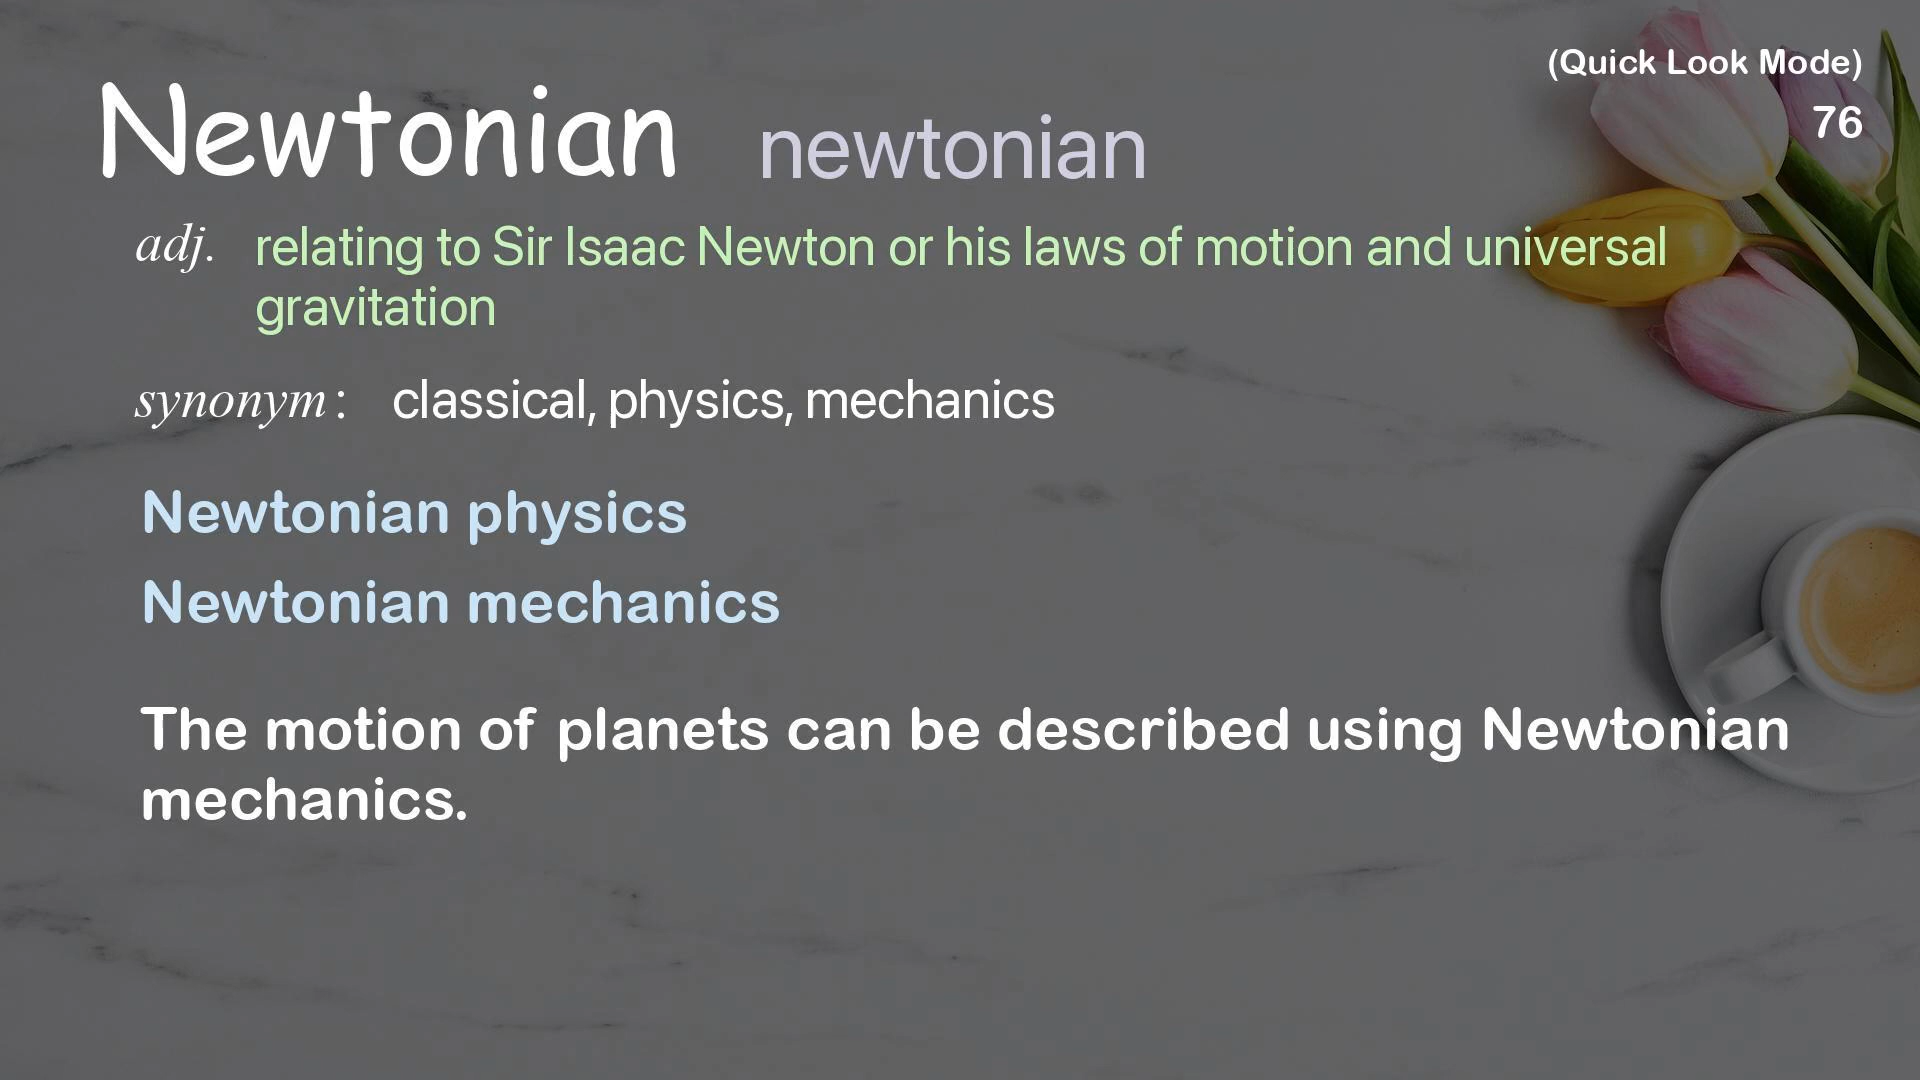 (Quick Look Mode)
76
Newtonian newtonian
adj. relating to Sir Isaac Newton or his laws of motion and universal
gravitation
synonym : classical, physics, mechanics
Newtonian physics
Newtonian mechanics
The motion of planets can be described using Newtonian
mechanics.